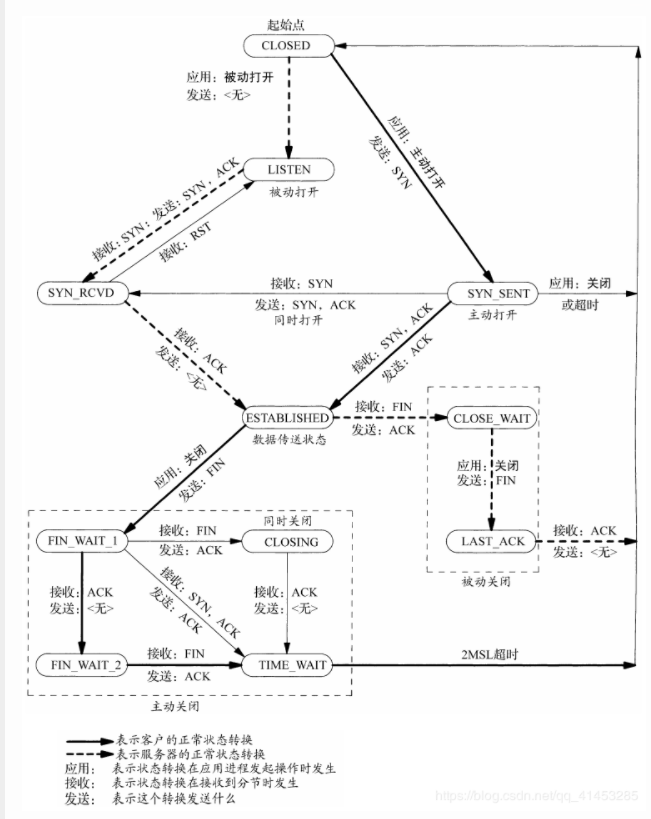 起始点
CLOSED
应用：被动打开
发送：<无>
应用：主动打开
发送：SYN
LISTEN
被动打开
接收：SYN；发送：SYN，ACK
接收：RST
SYN_RCVD
接收：SYN
发送：SYN，ACK
同时打开
SYN_SENT
主动打开
应用：关闭
或超时
接收：ACK
发送：<无>
接收：SYN，ACK
发送：ACK
ESTABLISHED
数据传送状态
接收：FIN
发送：ACK
CLOSE_WAIT
应用：关闭
发送：FIN
应用：关闭
发送：FIN
LAST_ACK
被动关闭
接收：ACK
发送：<无>
同时关闭
FIN_WAIT_1
接收：FIN
发送：ACK
CLOSING
接收：ACK
发送：<无>
接收：SYN，ACK
发送：ACK
接收：ACK
发送：<无>
FIN_WAIT_2
接收：FIN
发送：ACK
TIME_WAIT
2MSL超时
主动关闭
表示客户的正常状态转换
表示服务器的正常状态转换
应用： 表示状态转换在应用进程发起操作时发生
接收： 表示状态转换在接收到分节时发生
发送： 表示这个转换发送什么
https://blog.csdn.net/qq_41453285